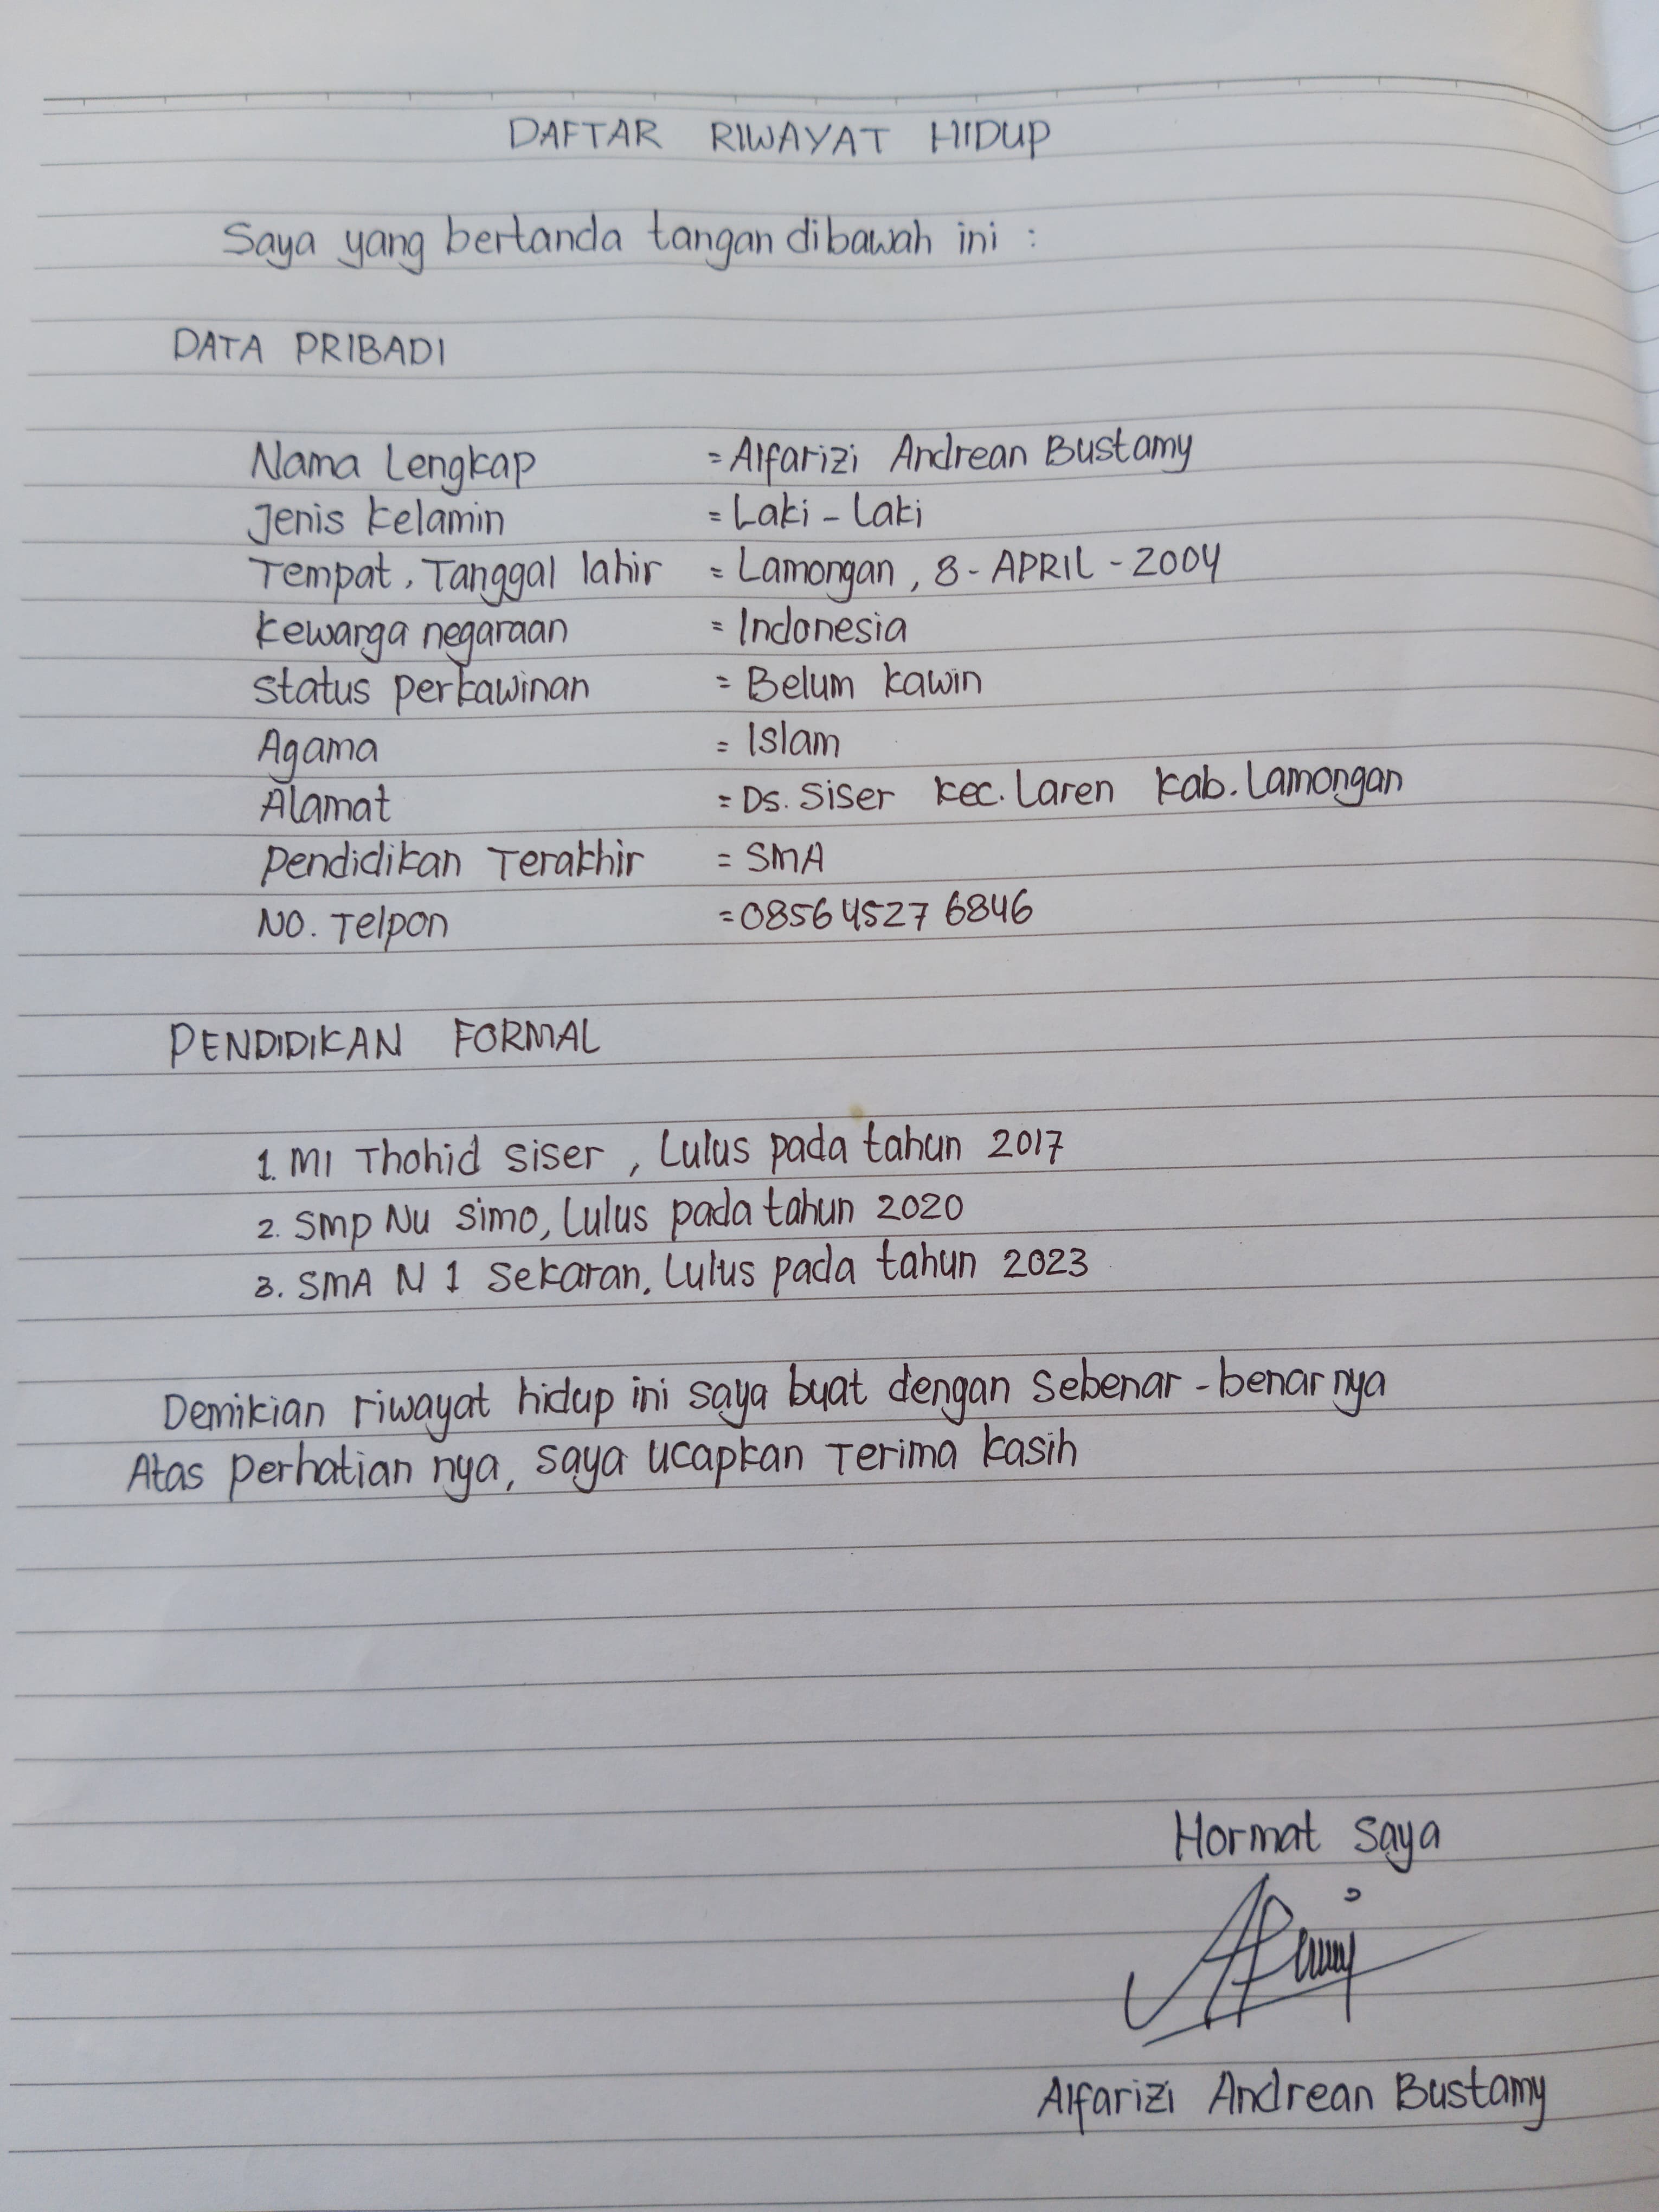 DAFTAR RIWAYAT HIDUP
Saya yang bertanda tangan dibawah ini :
DATA PRIBADI
Nama Lengkap = Alfarizi Andrean Bustamy
Jenis kelamin = Laki - Laki
Tempat, Tanggal lahir = Lamongan, 8 - APRIL - 2004
kewarga negaraan = Indonesia
Status perkawinan = Belum kawin
Agama = Islam
Alamat = Ds. Siser kec. Laren kab. Lamongan
Pendidikan Terakhir = SMA
NO. Telpon = 0856 4527 6846
PENDIDIKAN FORMAL
1. MI Thohid Siser, Lulus pada tahun 2017
2. Smp Nu Simo, Lulus pada tahun 2020
3. SMA N 1 Sekaran, Lulus pada tahun 2023
Demikian riwayat hidup ini saya buat dengan sebenar - benar nya
Atas perhatian nya, saya ucapkan Terima kasih
Hormat Saya
Alfarizi Andrean Bustamy